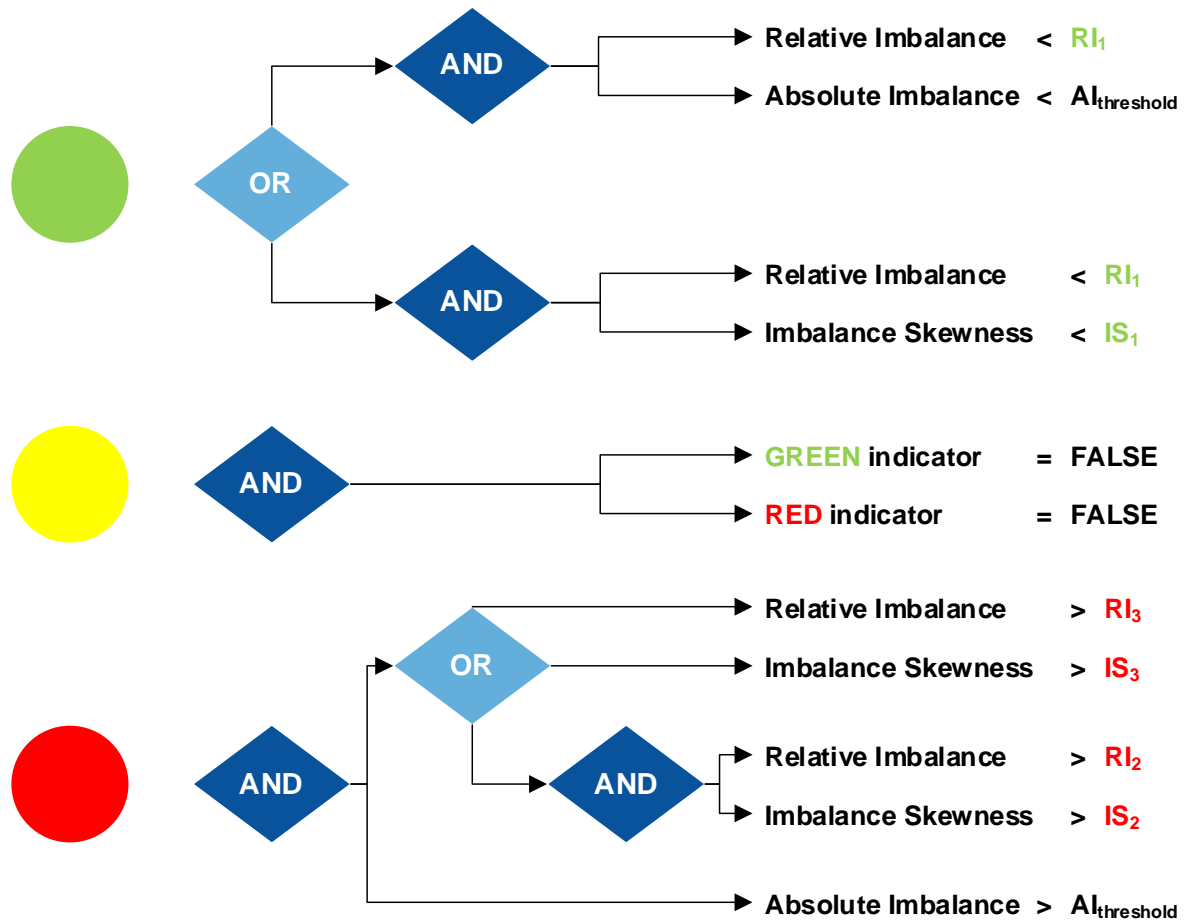 AND
Relative Imbalance < RI₁
Absolute Imbalance < AIthreshold
OR
AND
Relative Imbalance < RI₁
Imbalance Skewness < IS₁
AND
GREEN indicator = FALSE
RED indicator = FALSE
OR
Relative Imbalance > RI₃
Imbalance Skewness > IS₃
AND
AND
Relative Imbalance > RI₂
Imbalance Skewness > IS₂
Absolute Imbalance > AIthreshold